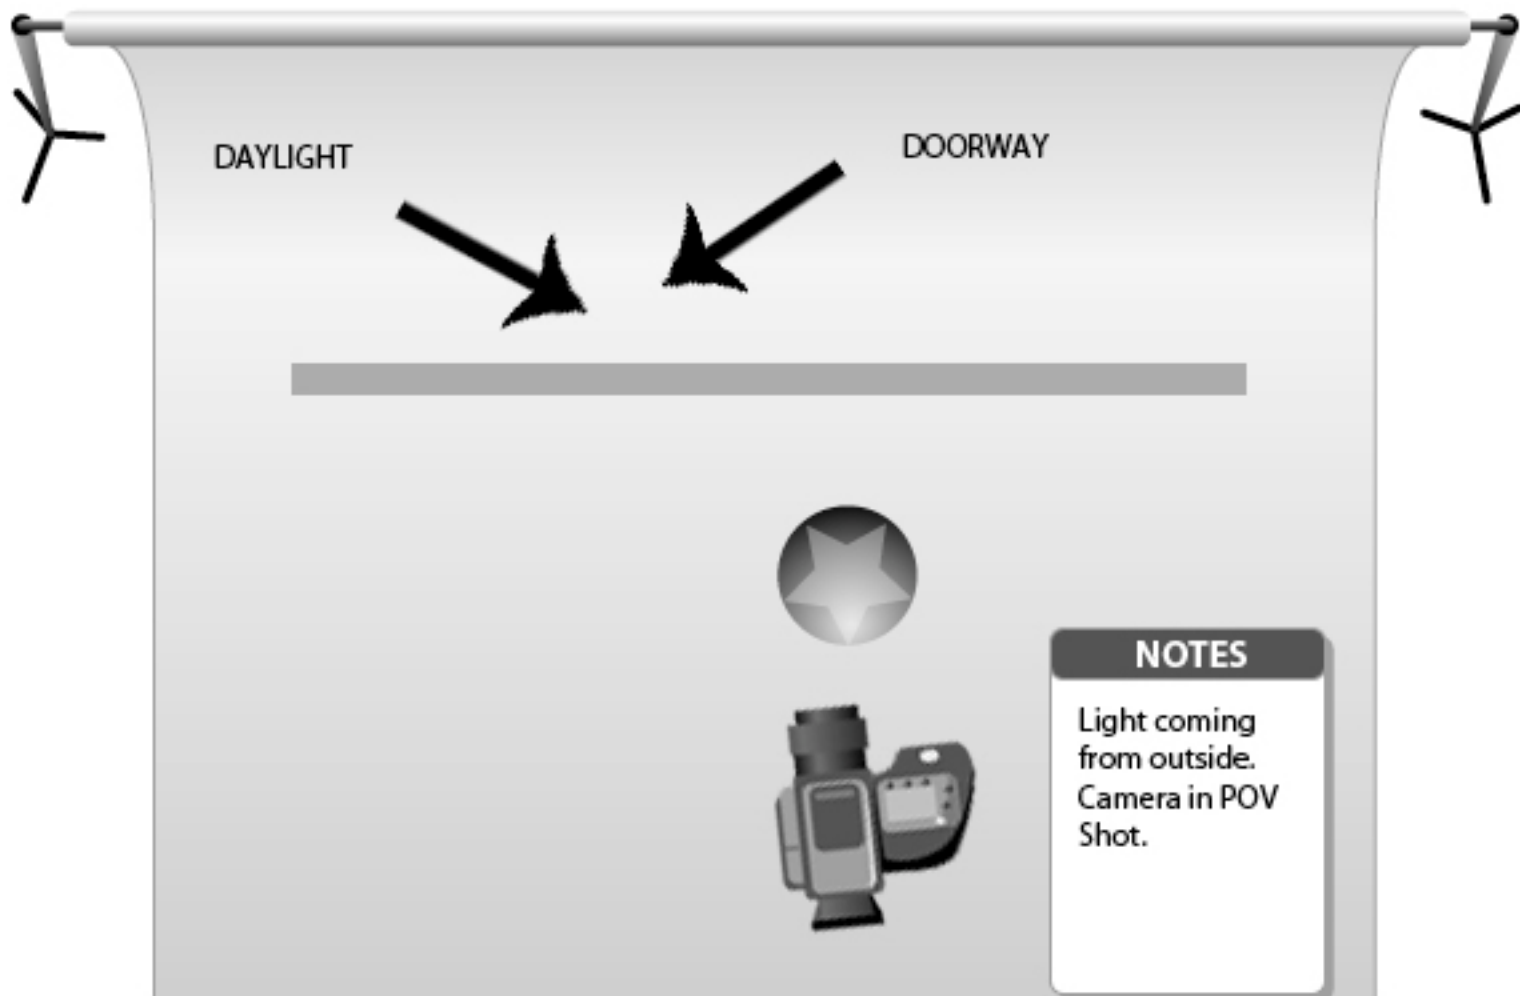 DAYLIGHT
DOORWAY
NOTES
Light coming
from outside.
Camera in POV
Shot.